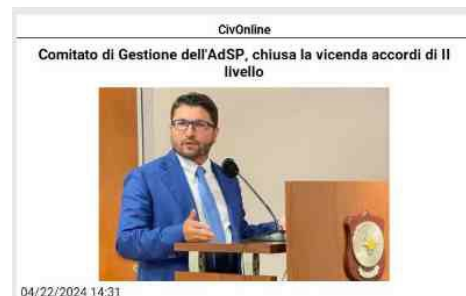 CivOnline
Comitato di Gestione dell'AdSP, chiusa la vicenda accordi di II
livello
04/22/2024 14:31